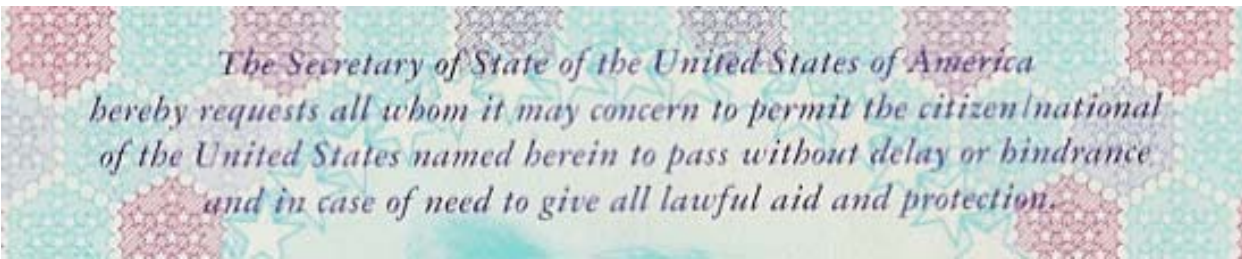 The Secretary of State of the United States of America
hereby requests all whom it may concern to permit the citizen/national
of the United States named herein to pass without delay or hindrance
and in case of need to give all lawful aid and protection.